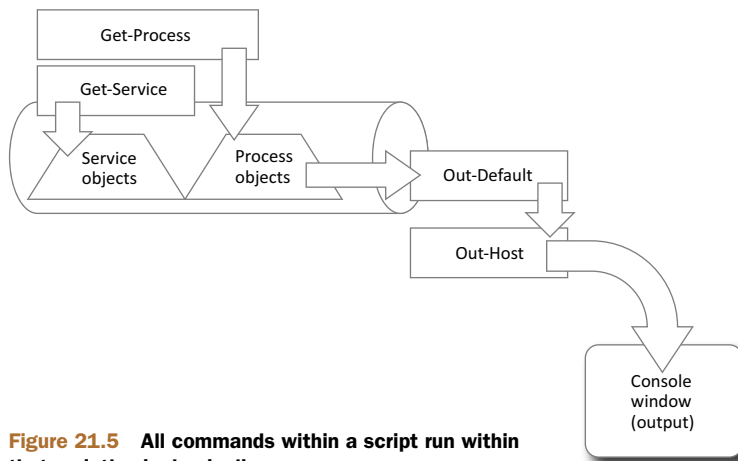 Get-Process
Get-Service
Service
objects
Process
objects
Out-Default
Out-Host
Console
window
(output)
Figure 21.5 All commands within a script run within